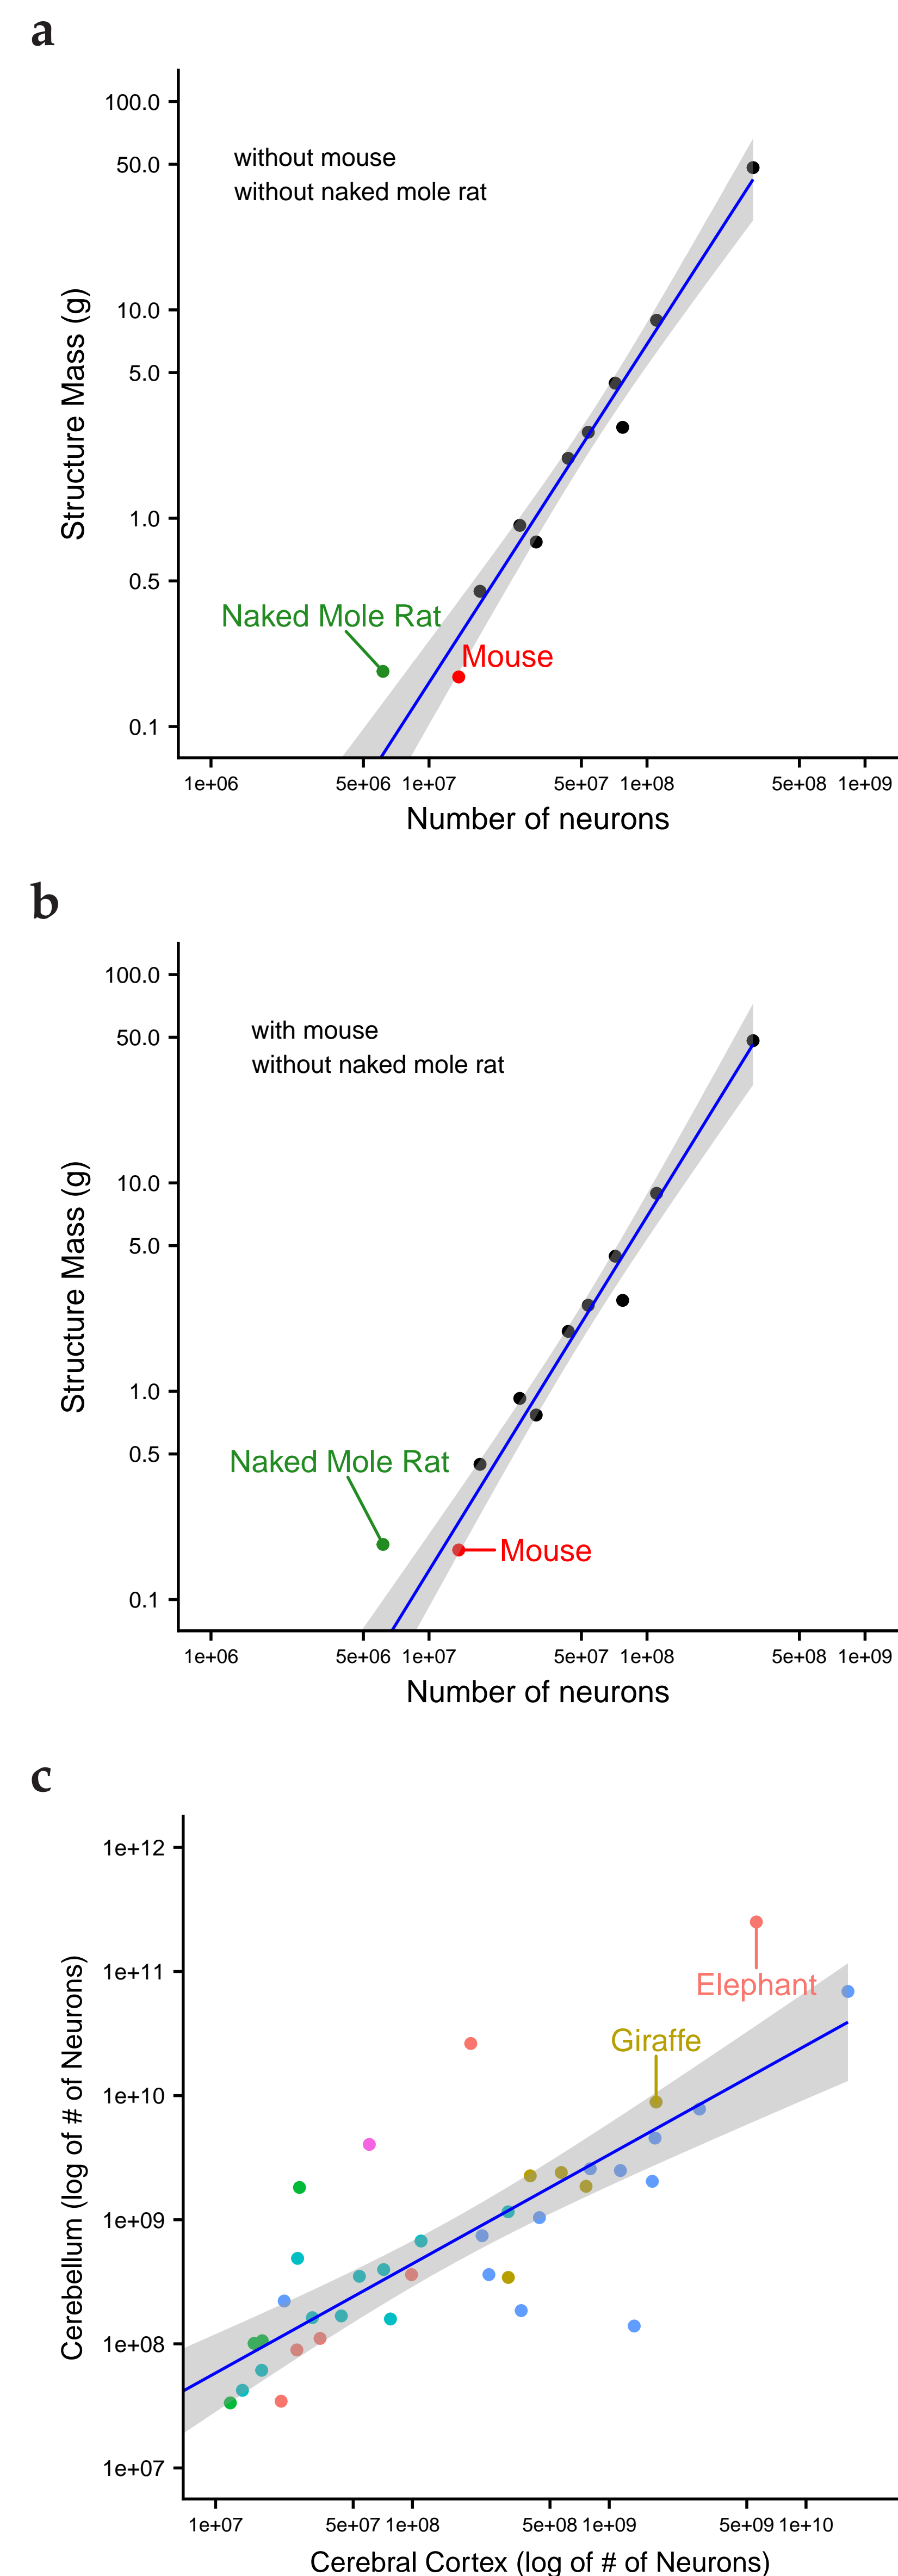 a
100.0
50.0
10.0
5.0
1.0
0.5
0.1
Structure Mass (g)
without mouse
without naked mole rat
Naked Mole Rat
Mouse
1e+06 5e+06 1e+07 5e+07 1e+08 5e+08 1e+09
Number of neurons
b
100.0
50.0
10.0
5.0
1.0
0.5
0.1
Structure Mass (g)
with mouse
without naked mole rat
Naked Mole Rat
Mouse
1e+06 5e+06 1e+07 5e+07 1e+08 5e+08 1e+09
Number of neurons
c
1e+12
1e+11
1e+10
1e+09
1e+08
1e+07
Cerebellum (log of # of Neurons)
Elephant
Giraffe
1e+07 5e+07 1e+08 5e+08 1e+09 5e+09 1e+10
Cerebral Cortex (log of # of Neurons)